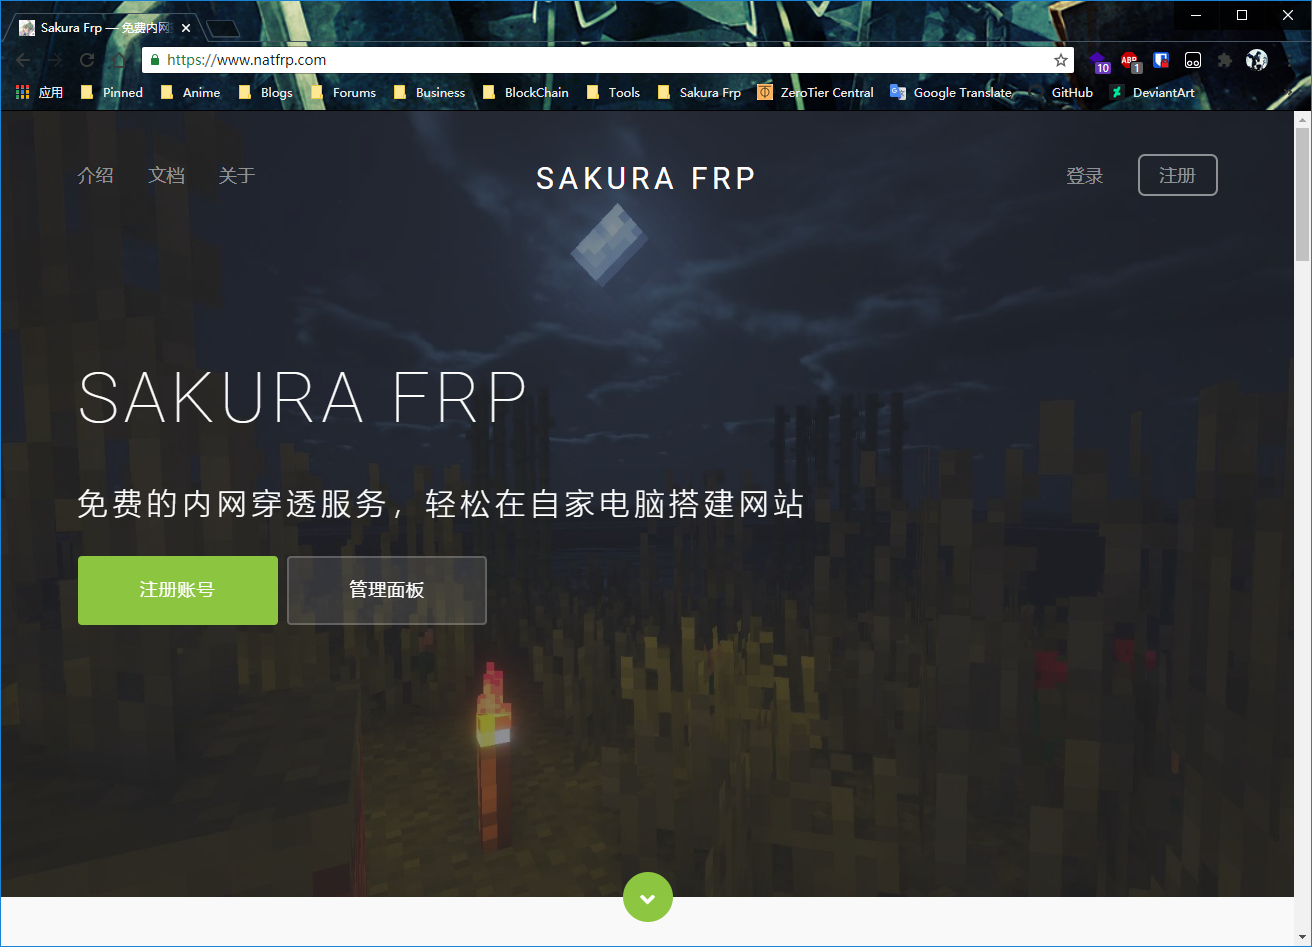 Sakura Frp — 免费内网
https://www.natfrp.com
10
ABP
1
应用 Pinned Anime Blogs Forums Business BlockChain Tools Sakura Frp ZeroTier Central Google Translate GitHub DeviantArt
介绍 文档 关于 SAKURA FRP 登录 注册
SAKURA FRP
免费的内网穿透服务，轻松在自家电脑搭建网站
注册账号 管理面板